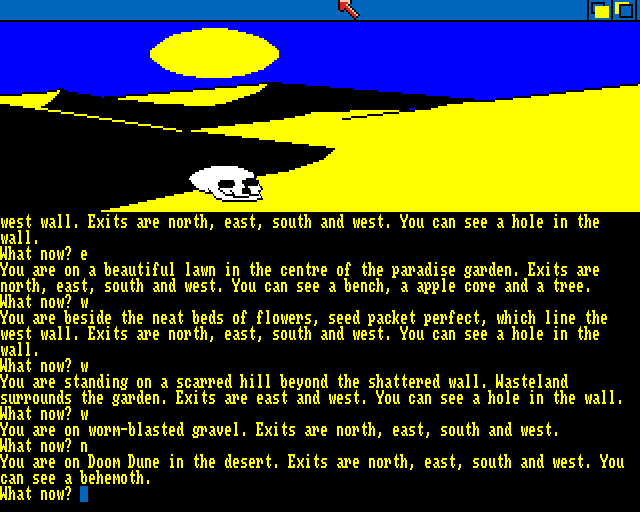 west wall. Exits are north, east, south and west. You can see a hole in the
wall.
What now? e
You are on a beautiful lawn in the centre of the paradise garden. Exits are
north, east, south and west. You can see a bench, a apple core and a tree.
What now? w
You are beside the neat beds of flowers, seed packet perfect, which line the
west wall. Exits are north, east, south and west. You can see a hole in the
wall.
What now? w
You are standing on a scarred hill beyond the shattered wall. Wasteland
surrounds the garden. Exits are east and west. You can see a hole in the wall.
What now? w
You are on worm-blasted gravel. Exits are north, east, south and west.
What now? n
You are on Doom Dune in the desert. Exits are north, east, south and west. You
can see a behemoth.
What now?